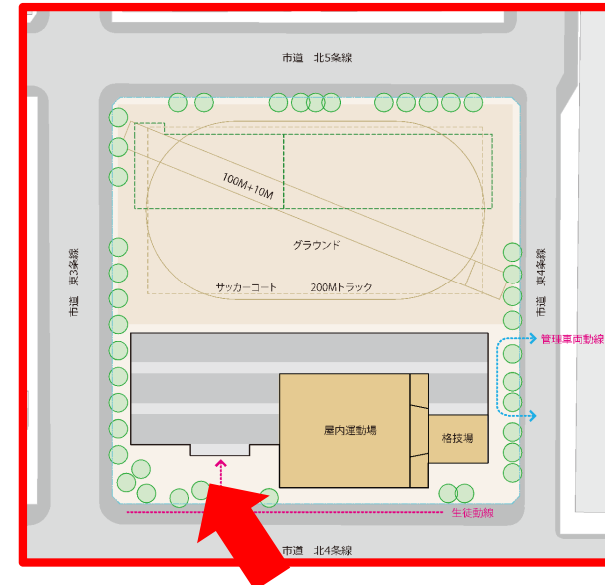 市道　北5条線
100M+10M
グラウンド
市道　東3条線
市道　東4条線
サッカーコート　200Mトラック
管理車両動線
屋内運動場
格技場
生徒動線
市道　北4条線